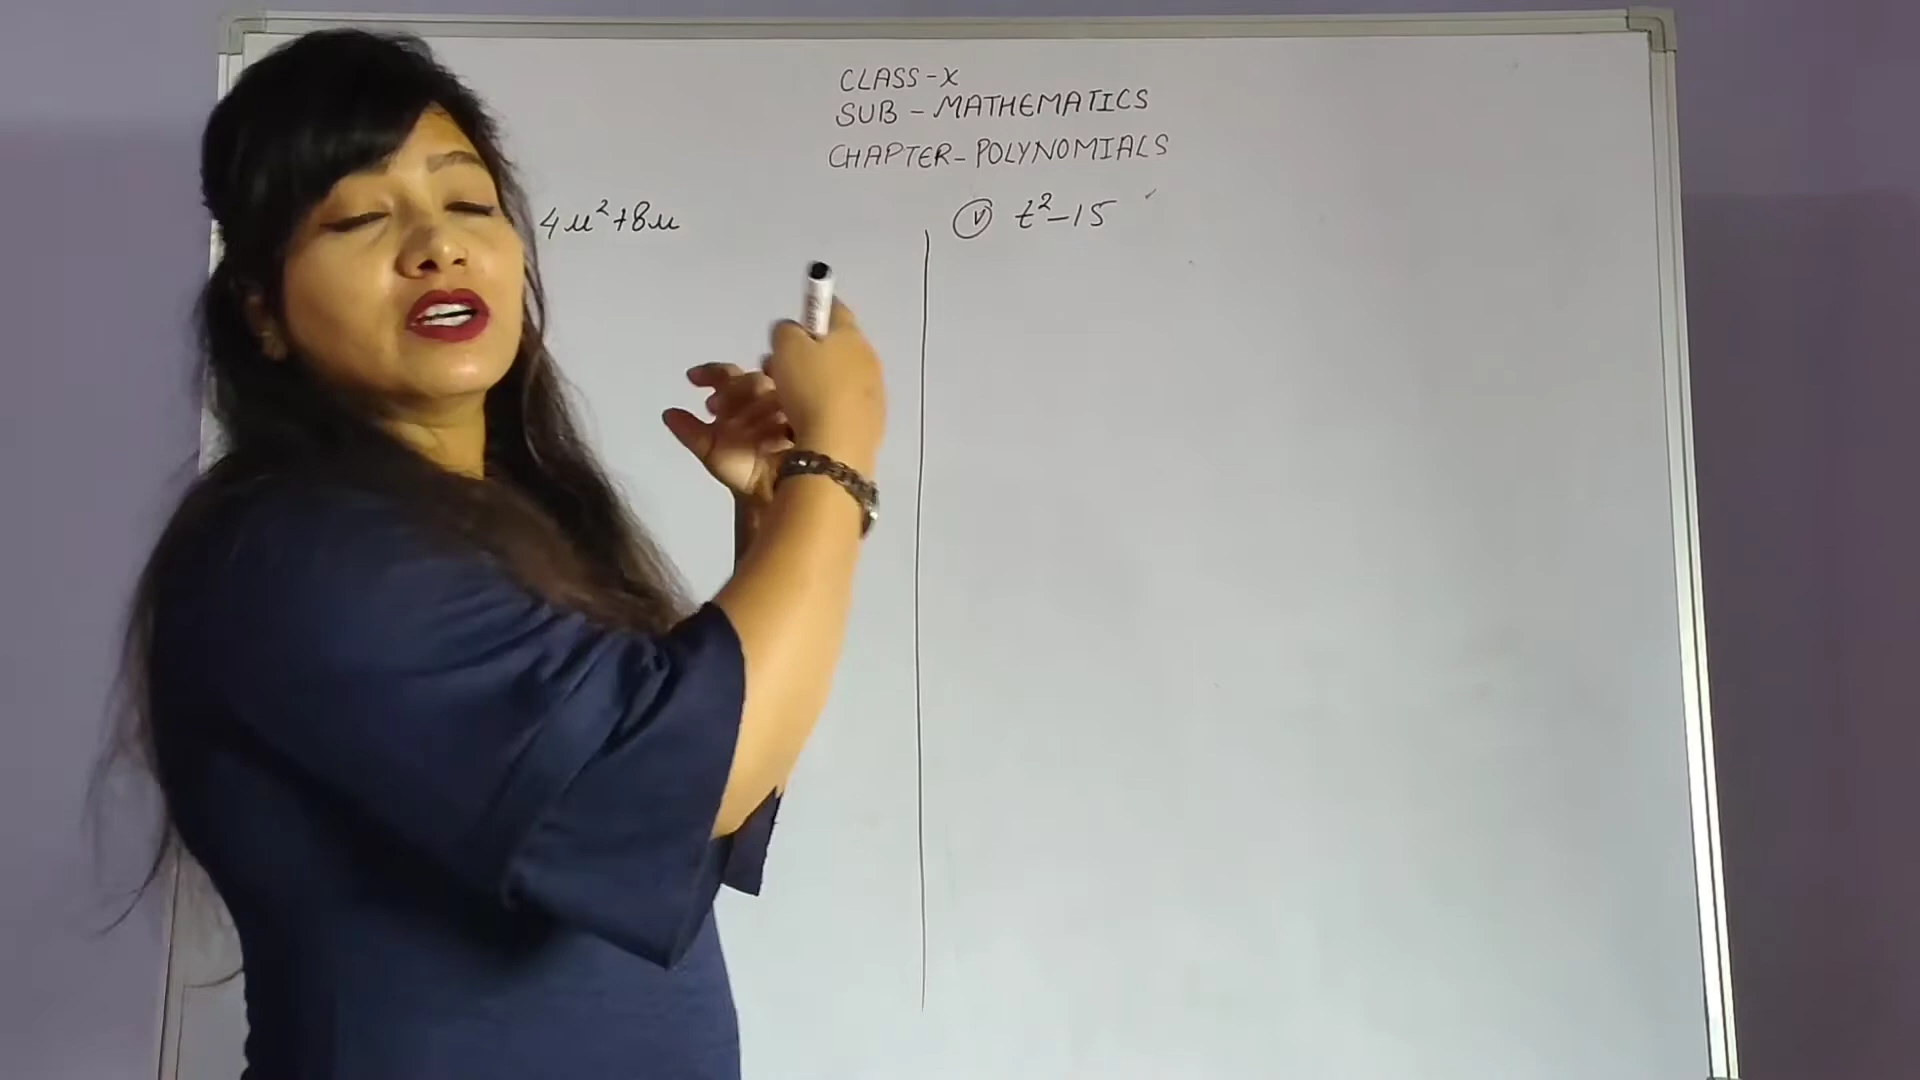 CLASS-X
SUB-MATHEMATICS
CHAPTER-POLYNOMIALS
4u²+8u
(v) t²-15